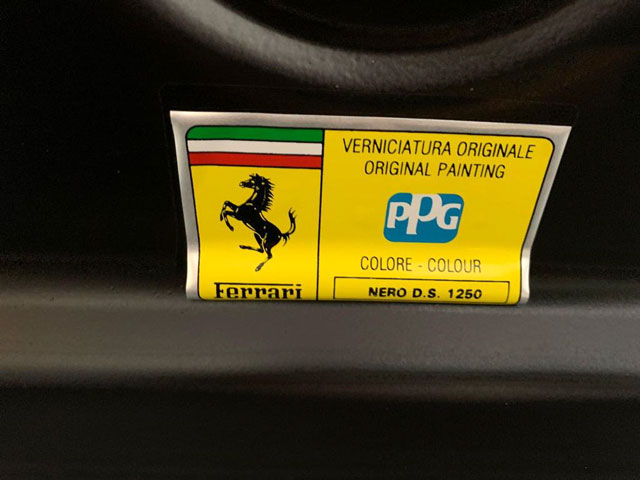 VERNICIATURA ORIGINALE
ORIGINAL PAINTING
PPG
COLORE - COLOUR
NERO D.S. 1250
Ferrari